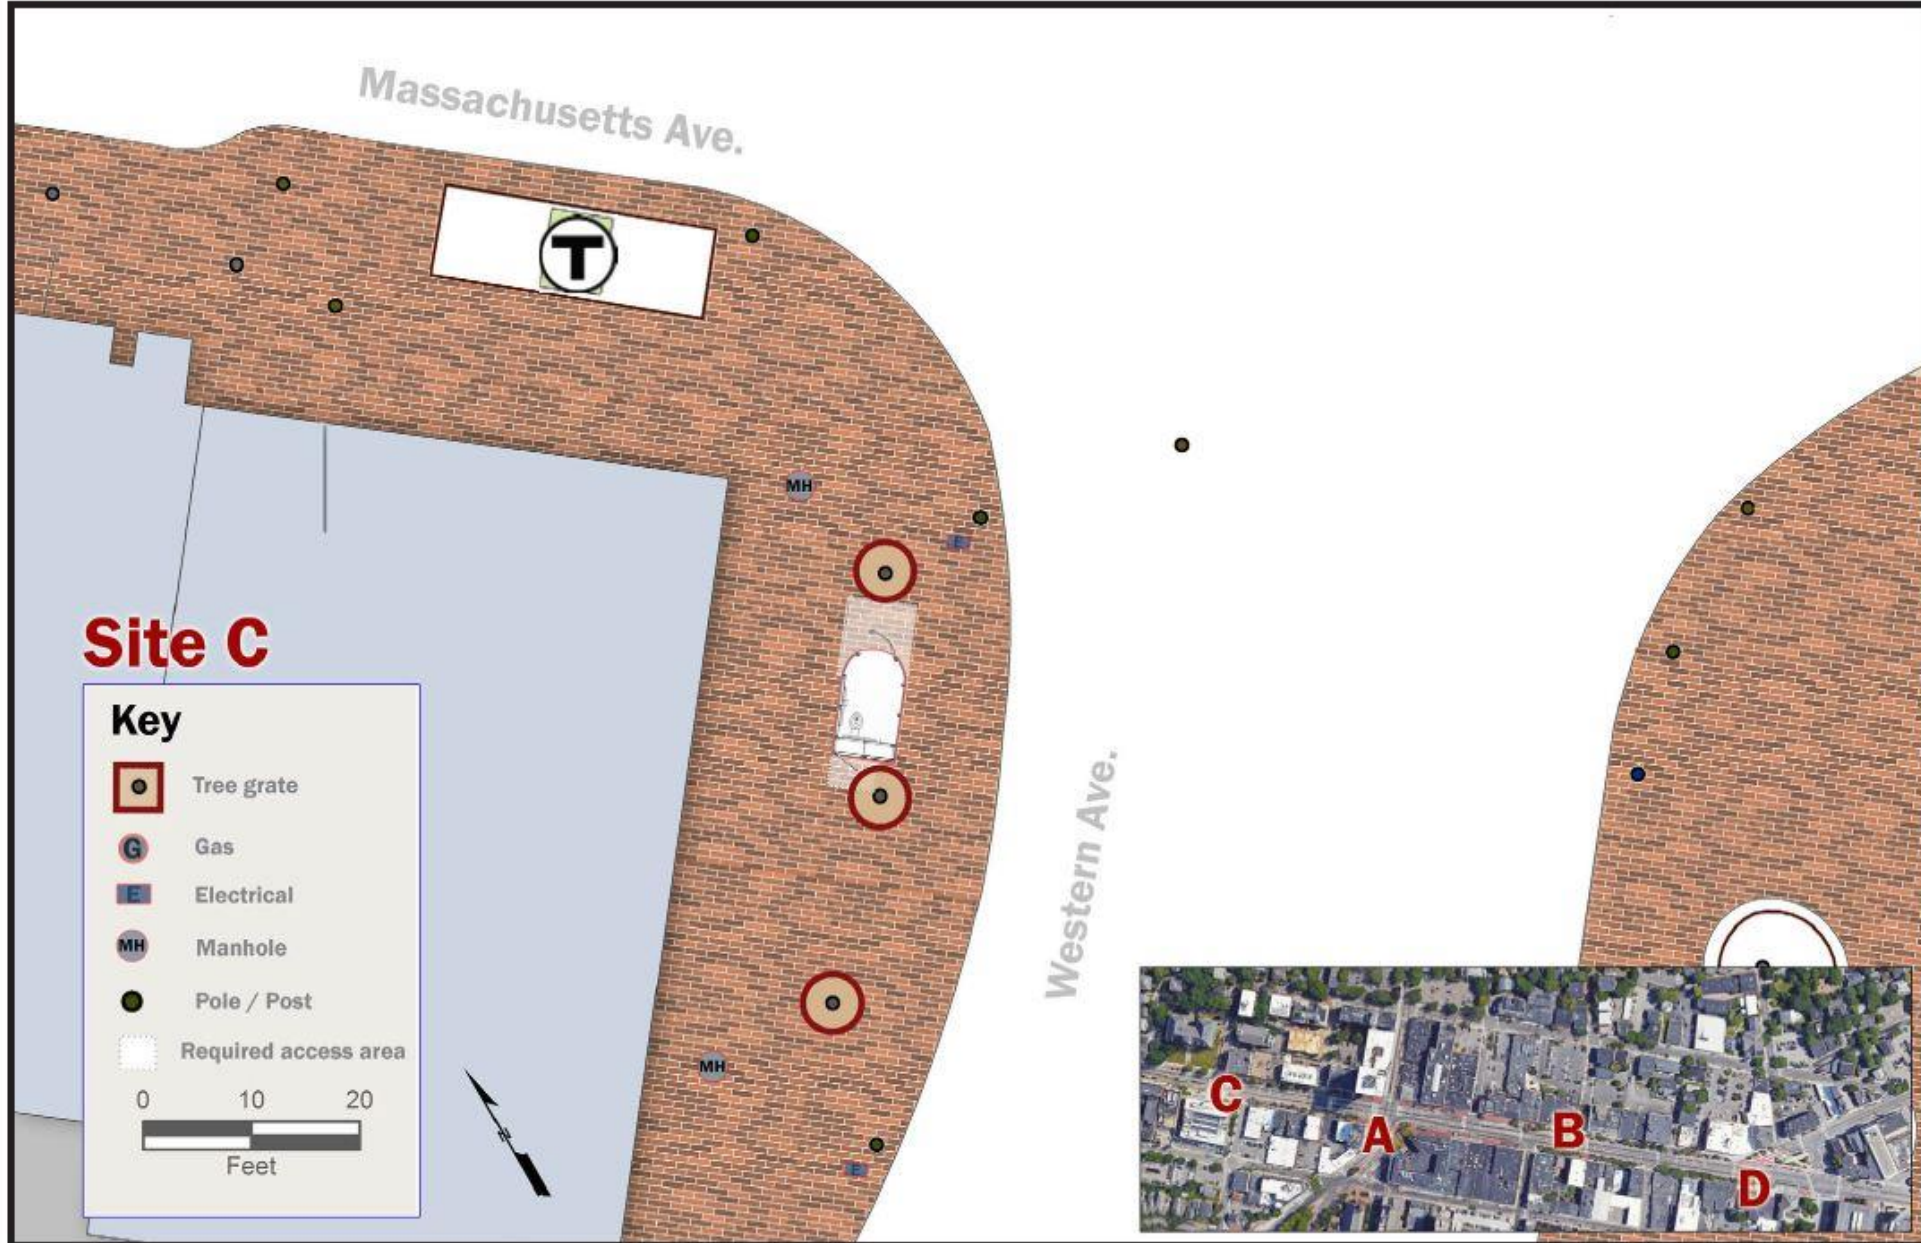 Massachusetts Ave.
T
MH
E
Site C
Key
Tree grate
G Gas
E Electrical
MH Manhole
Pole / Post
Required access area
0 10 20
Feet
Western Ave.
MH
E
N
C
A
B
D